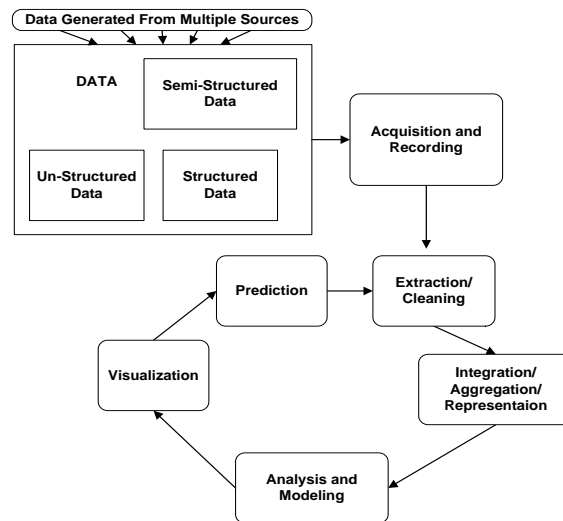 Data Generated From Multiple Sources
DATA
Semi-Structured
Data
Un-Structured
Data
Structured
Data
Acquisition and
Recording
Extraction/
Cleaning
Integration/
Aggregation/
Representaion
Analysis and
Modeling
Visualization
Prediction